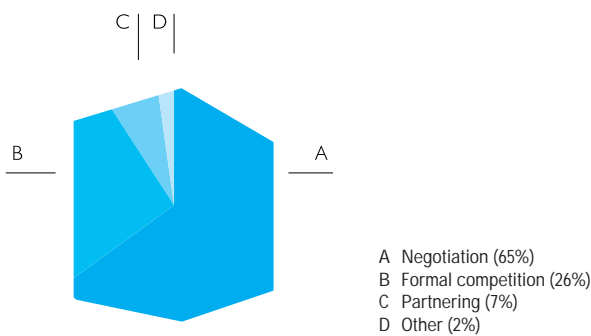 C D
B
A
A Negotiation (65%)
B Formal competition (26%)
C Partnering (7%)
D Other (2%)